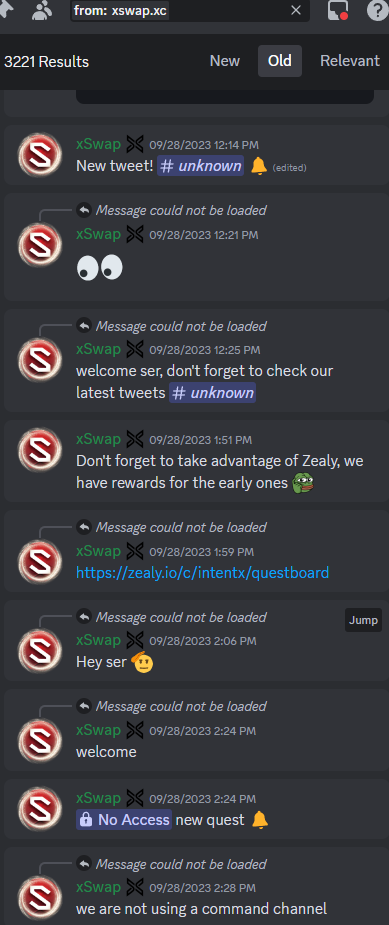 from: xswap.xc
3221 Results
New
Old
Relevant
xSwap 09/28/2023 12:14 PM
New tweet! # unknown 🔔 (edited)
Message could not be loaded
xSwap 09/28/2023 12:21 PM
👀
Message could not be loaded
xSwap 09/28/2023 12:25 PM
welcome ser, don't forget to check our
latest tweets # unknown
xSwap 09/28/2023 1:51 PM
Don't forget to take advantage of Zealy, we
have rewards for the early ones
Message could not be loaded
xSwap 09/28/2023 1:59 PM
https://zealy.io/c/intentx/questboard
Message could not be loaded
Jump
xSwap 09/28/2023 2:06 PM
Hey ser 🫡
Message could not be loaded
xSwap 09/28/2023 2:24 PM
welcome
xSwap 09/28/2023 2:24 PM
No Access new quest 🔔
Message could not be loaded
xSwap 09/28/2023 2:28 PM
we are not using a command channel